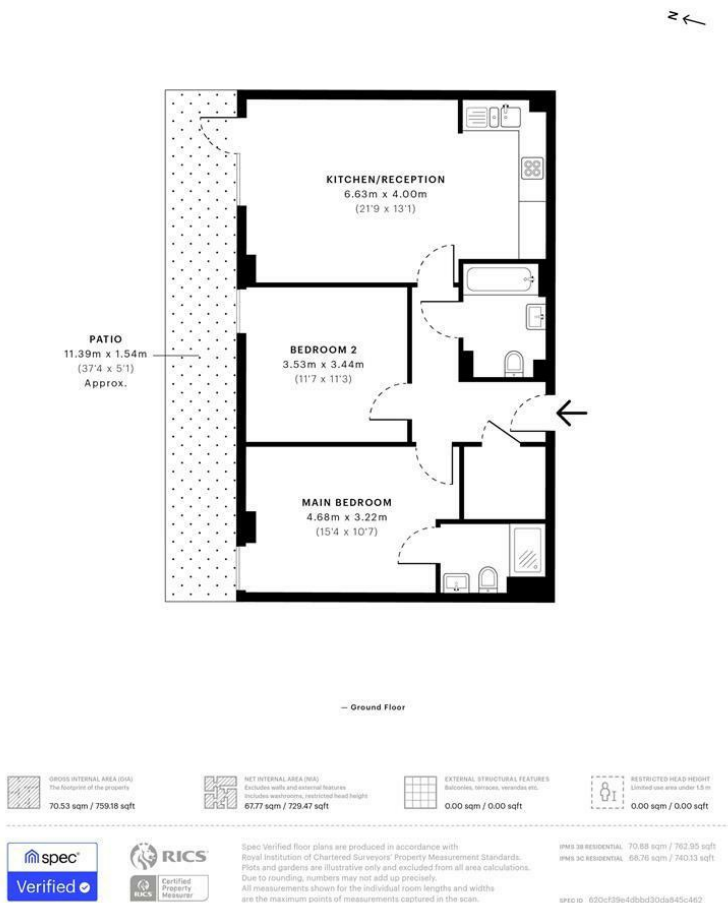 N
KITCHEN/RECEPTION
6.63m x 4.00m
(21'9 x 13'1)
PATIO
11.39m x 1.54m
(37'4 x 5'1)
Approx.
BEDROOM 2
3.53m x 3.44m
(11'7 x 11'3)
MAIN BEDROOM
4.68m x 3.22m
(15'4 x 10'7)
— Ground Floor
GROSS INTERNAL AREA (GIA)
The footprint of the property
70.53 sqm / 759.18 sqft
NET INTERNAL AREA (NIA)
Excludes walls and external features
Includes washrooms, restricted head height
67.77 sqm / 729.47 sqft
EXTERNAL STRUCTURAL FEATURES
Balconies, terraces, verandas etc.
0.00 sqm / 0.00 sqft
RESTRICTED HEAD HEIGHT
Limited use area under 1.5 m
0.00 sqm / 0.00 sqft
spec
Verified
RICS
RICS
Certified
Property
Measurer
Spec Verified floor plans are produced in accordance with
Royal Institution of Chartered Surveyors' Property Measurement Standards.
Plots and gardens are illustrative only and excluded from all area calculations.
Due to rounding, numbers may not add up precisely.
All measurements shown for the individual room lengths and widths
are the maximum points of measurements captured in the scan.
IPMS 3B RESIDENTIAL 70.88 sqm / 762.95 sqft
IPMS 3C RESIDENTIAL 68.76 sqm / 740.13 sqft
SPEC ID